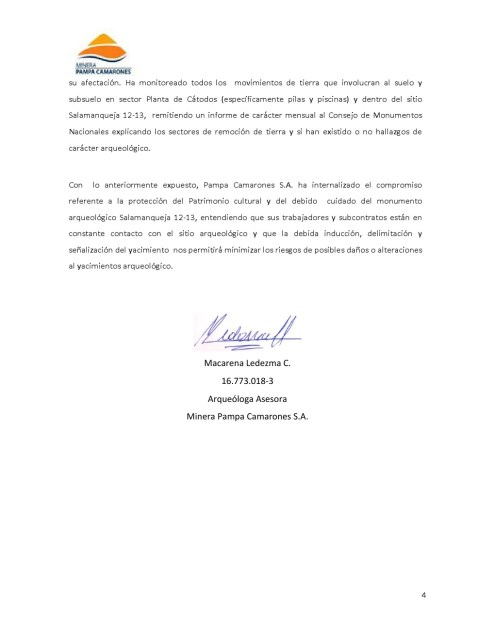 MINERA
PAMPA CAMARONES
su afectación. Ha monitoreado todos los movimientos de tierra que involucran al suelo y
subsuelo en sector Planta de Cátodos (específicamente pilas y piscinas) y dentro del sitio
Salamanqueja 12-13, remitiendo un informe de carácter mensual al Consejo de Monumentos
Nacionales explicando los sectores de remoción de tierra y si han existido o no hallazgos de
carácter arqueológico.
Con lo anteriormente expuesto, Pampa Camarones S.A. ha internalizado el compromiso
referente a la protección del Patrimonio cultural y del debido cuidado del monumento
arqueológico Salamanqueja 12-13, entendiendo que sus trabajadores y subcontratos están en
constante contacto con el sitio arqueológico y que la debida inducción, delimitación y
señalización del yacimiento nos permitirá minimizar los riesgos de posibles daños o alteraciones
al yacimientos arqueológico.
Macarena Ledezma C.
16.773.018-3
Arqueóloga Asesora
Minera Pampa Camarones S.A.
4